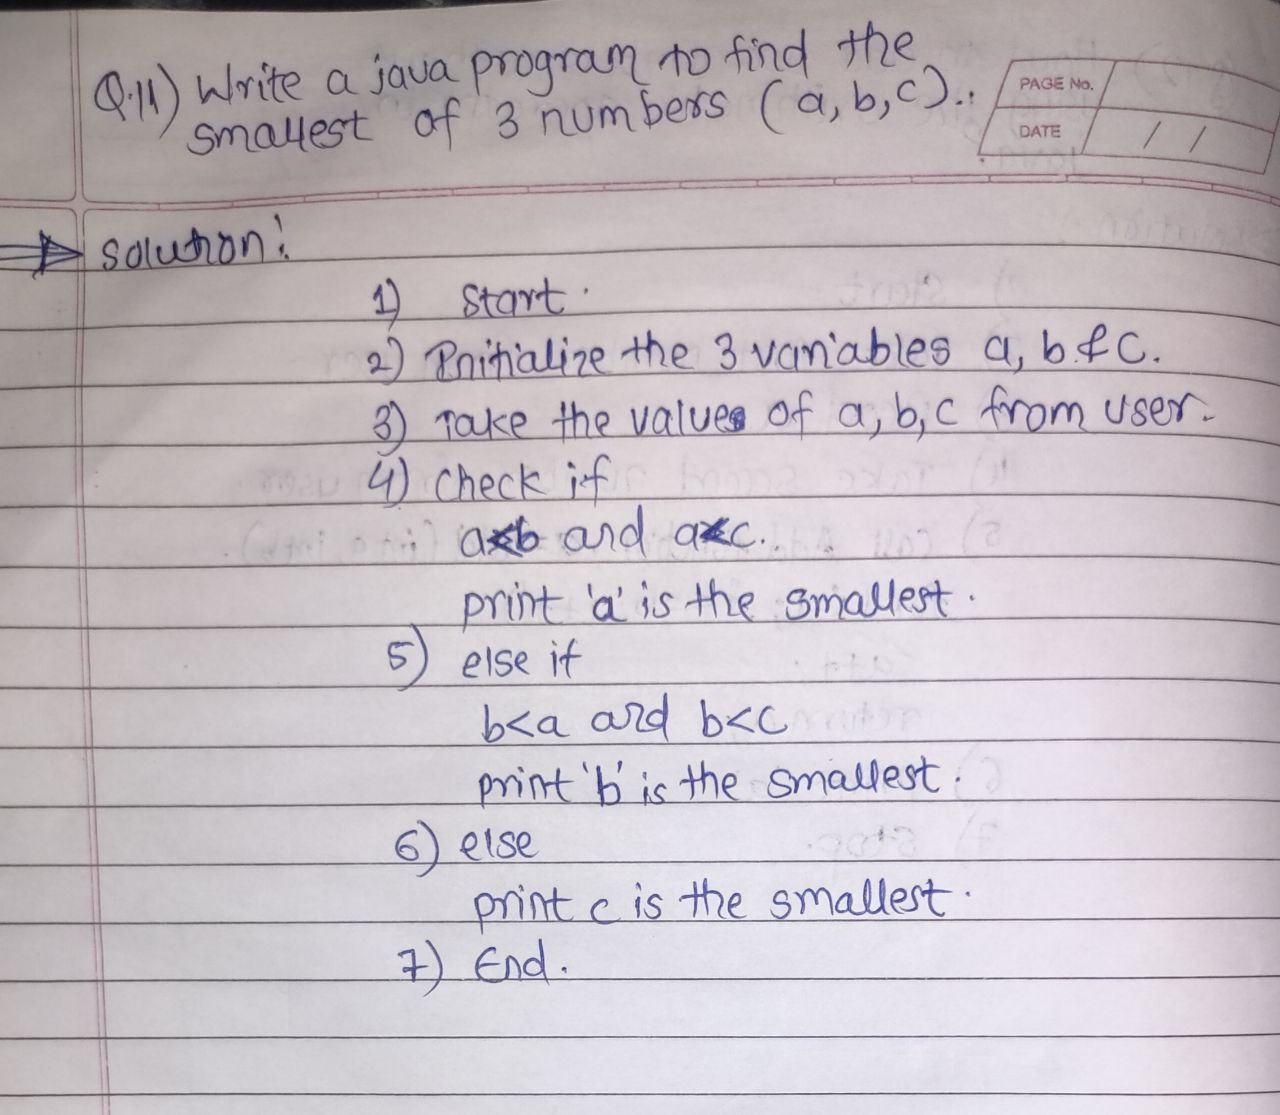 Q.11) Write a java program to find the
smallest of 3 numbers (a, b, c).
PAGE No.
DATE / /
Solution:
1) Start.
2) Initialize the 3 variables a, b & c.
3) Take the values of a, b, c from user.
4) Check if
a<b and a<c.
print 'a' is the smallest.
5) else if
b<a and b<c
print 'b' is the smallest.
6) else
print c is the smallest.
7) End.